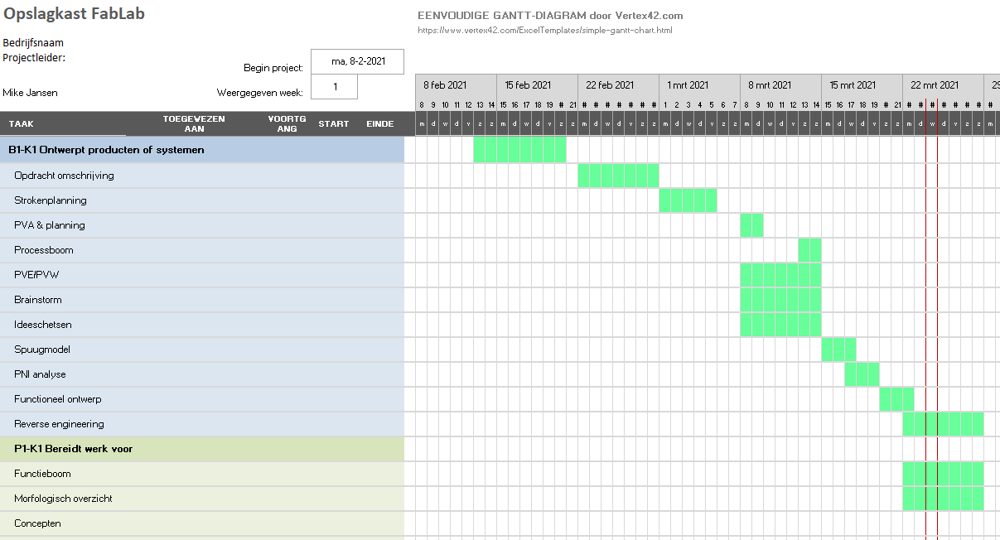 Opslagkast FabLab
EENVOUDIGE GANTT-DIAGRAM door Vertex42.com
https://www.vertex42.com/ExcelTemplates/simple-gantt-chart.html
Bedrijfsnaam
Projectleider:
Begin project: ma, 8-2-2021
Mike Jansen Weergegeven week: 1
8 feb 2021 15 feb 2021 22 feb 2021 1 mrt 2021 8 mrt 2021 15 mrt 2021 22 mrt 2021 29
8 9 10 11 12 13 14 15 16 17 18 19 # 21 # # # # # # # 1 2 3 4 5 6 7 8 9 10 11 12 13 14 15 16 17 18 19 # 21 # # # # # # # #
TAAK TOEGEWEZEN AAN VOORTG ANG START EINDE m d w d v z z m d w d v z z m d w d v z z m d w d v z z m d w d v z z m d w d v z z m d w d v z z m
B1-K1 Ontwerpt producten of systemen
Opdracht omschrijving
Strokenplanning
PVA & planning
Processboom
PVE/PVW
Brainstorm
Ideeschetsen
Spuugmodel
PNI analyse
Functioneel ontwerp
Reverse engineering
P1-K1 Bereidt werk voor
Functieboom
Morfologisch overzicht
Concepten